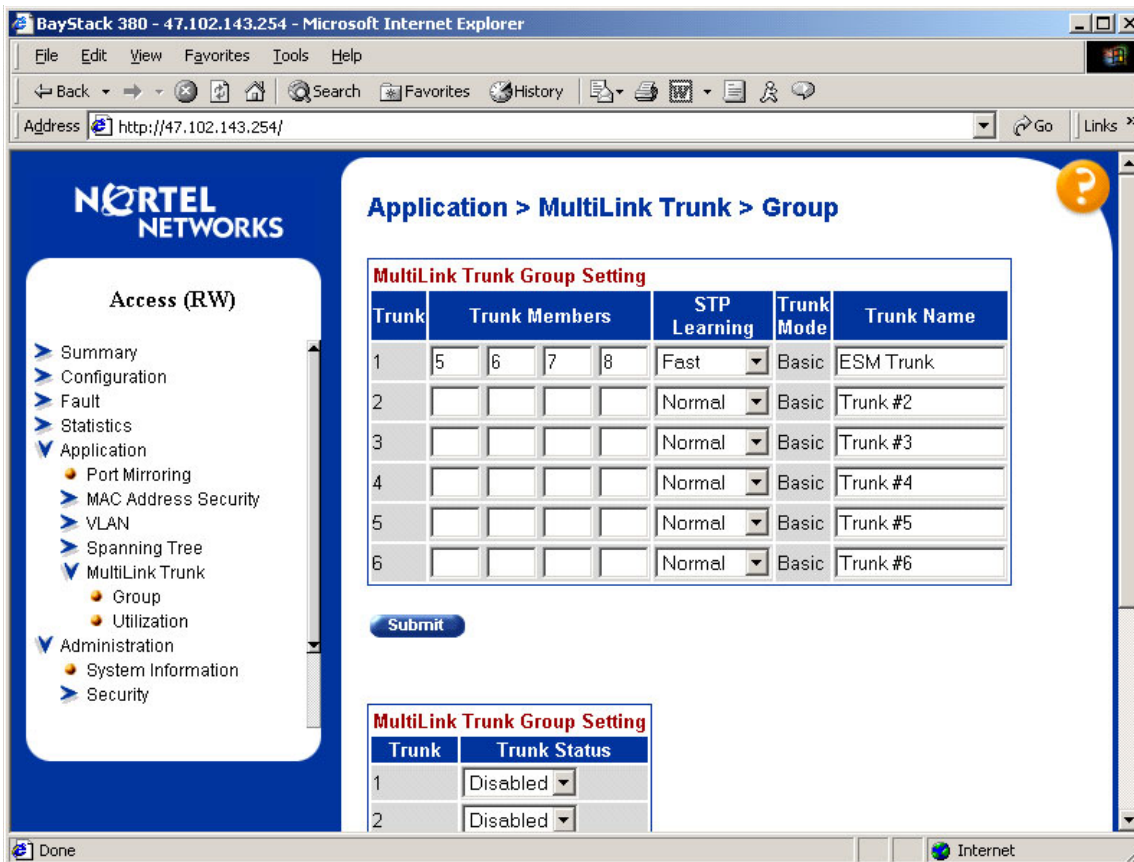 BayStack 380 - 47.102.143.254 - Microsoft Internet Explorer
File Edit View Favorites Tools Help
Back Search Favorites History
Address http://47.102.143.254/ Go Links »
NORTEL
NETWORKS
Access (RW)
Summary
Configuration
Fault
Statistics
Application
Port Mirroring
MAC Address Security
VLAN
Spanning Tree
MultiLink Trunk
Group
Utilization
Administration
System Information
Security
Application > MultiLink Trunk > Group
?
MultiLink Trunk Group Setting
Trunk Trunk Members STP Learning Trunk Mode Trunk Name
1 5 6 7 8 Fast Basic ESM Trunk
2 Normal Basic Trunk #2
3 Normal Basic Trunk #3
4 Normal Basic Trunk #4
5 Normal Basic Trunk #5
6 Normal Basic Trunk #6
Submit
MultiLink Trunk Group Setting
Trunk Trunk Status
1 Disabled
2 Disabled
Done Internet